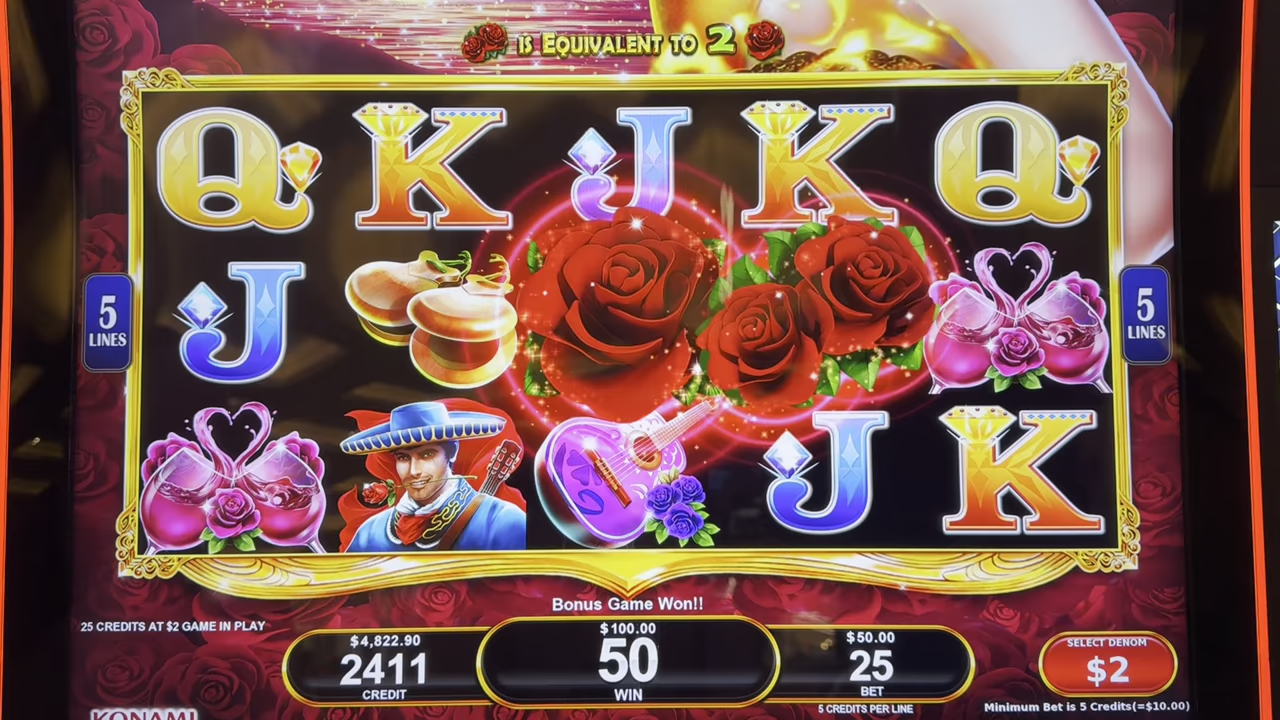 IS EQUIVALENT TO 2
Q K J K Q
5 LINES
J
5 LINES
J K
Bonus Game Won!!
25 CREDITS AT $2 GAME IN PLAY
$4,822.90
2411
CREDIT
$100.00
50
WIN
$50.00
25
BET
5 CREDITS PER LINE
SELECT DENOM
$2
Minimum Bet is 5 Credits(=$10.00)
KONAMI